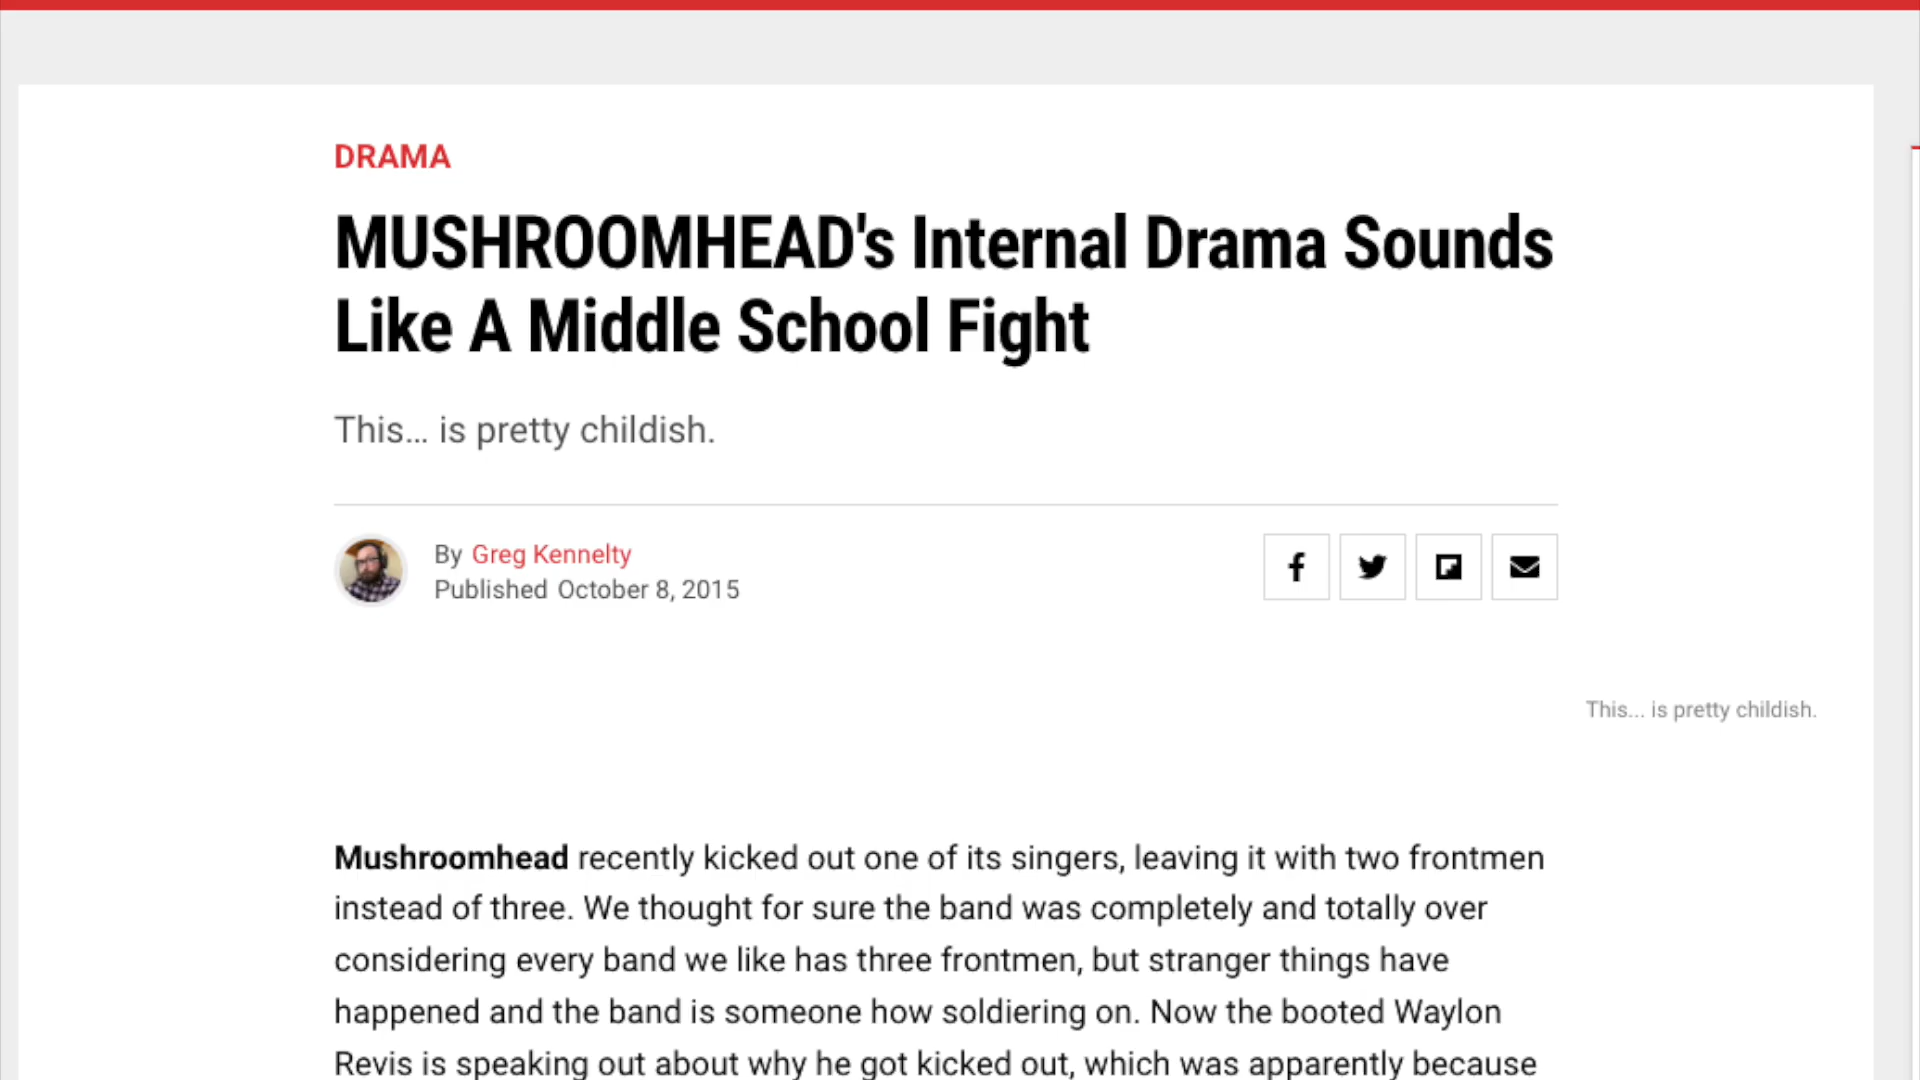 DRAMA
MUSHROOMHEAD's Internal Drama Sounds
Like A Middle School Fight
This... is pretty childish.
By Greg Kennelty
Published October 8, 2015
This... is pretty childish.
Mushroomhead recently kicked out one of its singers, leaving it with two frontmen
instead of three. We thought for sure the band was completely and totally over
considering every band we like has three frontmen, but stranger things have
happened and the band is someone how soldiering on. Now the booted Waylon
Revis is speaking out about why he got kicked out, which was apparently because